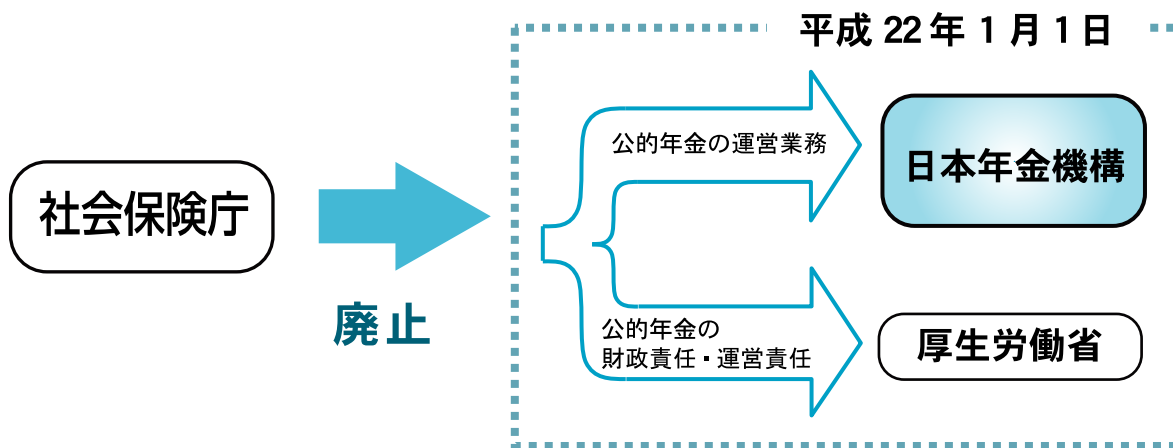 平成 22 年 1 月 1 日
社会保険庁
廃止
公的年金の運営業務
日本年金機構
公的年金の
財政責任・運営責任
厚生労働省